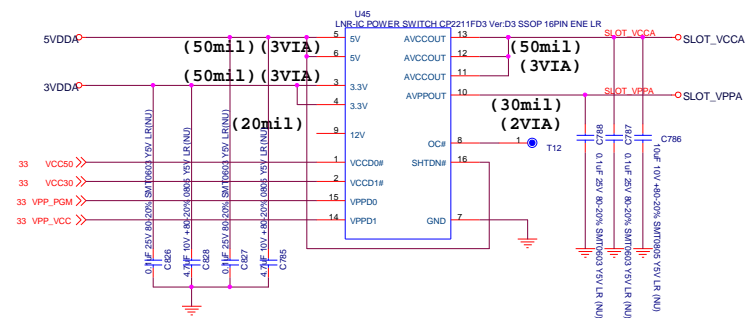 U45
LNR-IC POWER SWITCH CP2211FD3 Ver:D3 SSOP 16PIN ENE LR
5VDDA
(50mil)(3VIA)
5 5V AVCCOUT 13
6 5V AVCCOUT 12
AVCCOUT 11
(50mil)
(3VIA)
SLOT_VCCA
SLOT_VCCA
3VDDA
(50mil)(3VIA)
3 3.3V AVPPOUT 10
4 3.3V
SLOT_VPPA
SLOT_VPPA
(30mil)
(2VIA)
(20mil)
9 12V
OC# 8
1 T12
33 VCC50
1 VCCD0# SHTDN# 16
33 VCC30
2 VCCD1#
33 VPP_PGM
15 VPPD0
33 VPP_VCC
14 VPPD1 GND 7
C826
0.1uF 25V 80-20% SMT0603 Y5V LR(NU)
C828
4.7uF 10V +80-20% 0805 Y5V LR(NU)
C827
0.1uF 25V 80-20% SMT0603 Y5V LR(NU)
C785
4.7uF 10V +80-20% 0805 Y5V LR(NU)
C788
0.1uF 25V 80-20% SMT0603 Y5V LR (NU)
C787
0.1uF 25V 80-20% SMT0603 Y5V LR (NU)
C786
10uF 10V +80-20% SMT0805 Y5V LR (NU)